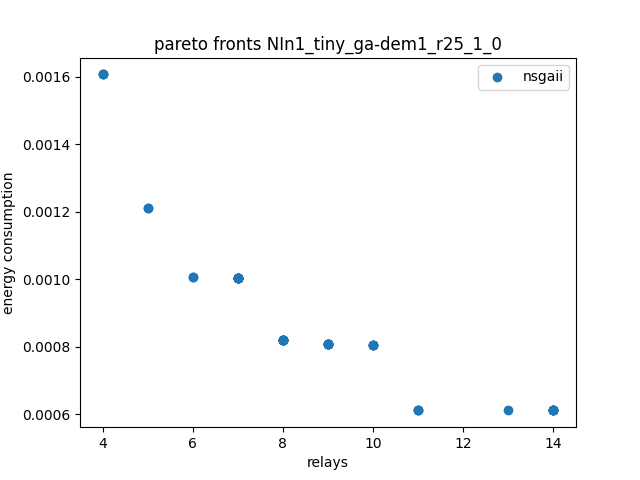 pareto fronts NIn1_tiny_ga-dem1_r25_1_0
nsgaii
energy consumption
0.0016
0.0014
0.0012
0.0010
0.0008
0.0006
4 6 8 10 12 14
relays